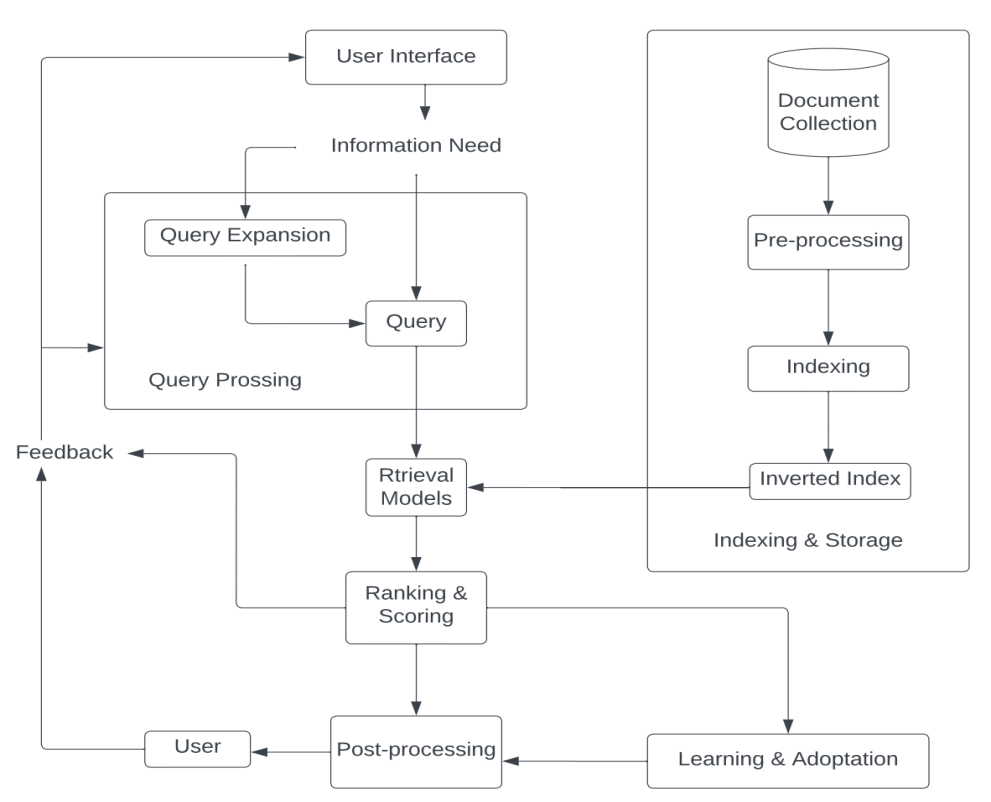 User Interface
Information Need
Query Expansion
Query
Query Prossing
Feedback
Rtrieval
Models
Ranking &
Scoring
Post-processing
User
Learning & Adoptation
Document
Collection
Pre-processing
Indexing
Inverted Index
Indexing & Storage